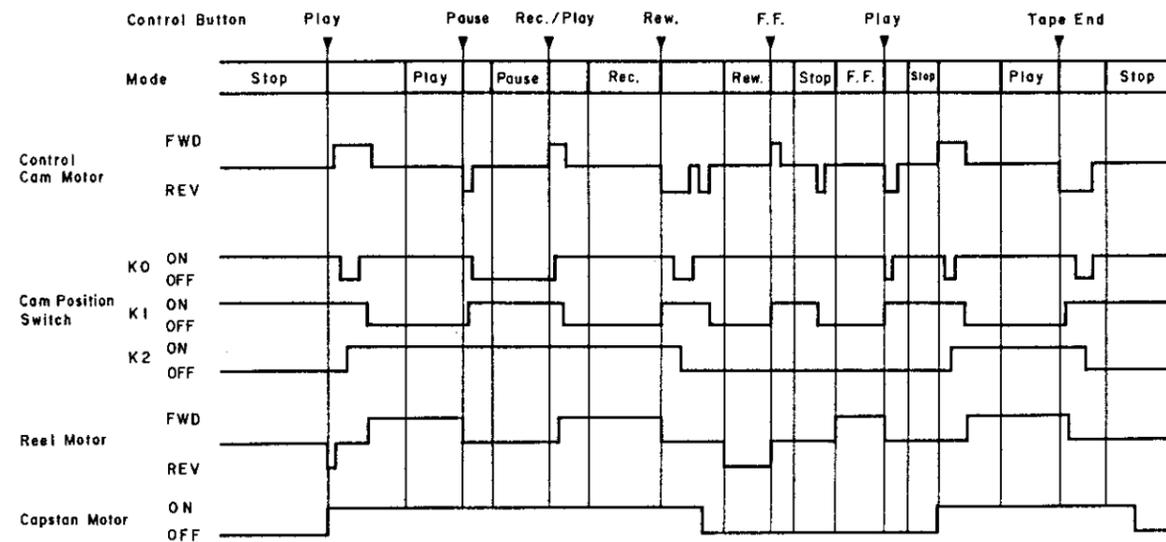 Control Button Play Pause Rec./Play Rew. F.F. Play Tape End
Mode Stop Play Pause Rec. Rew. Stop F.F. Stop Play Stop
FWD
Control
Cam Motor
REV
K0 ON
OFF
Cam Position
Switch
K1 ON
OFF
K2 ON
OFF
FWD
Reel Motor
REV
ON
Capstan Motor
OFF